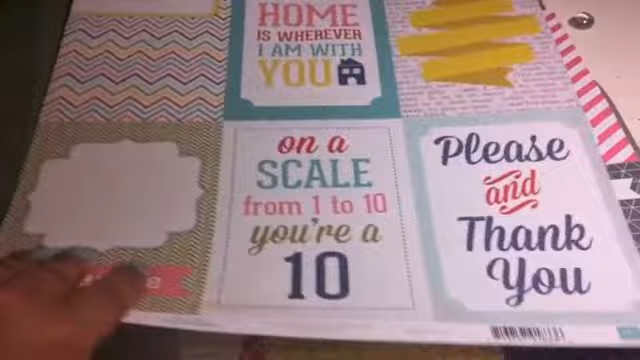 HOME
IS WHEREVER
I AM WITH
YOU
on a
SCALE
from 1 to 10
you're a
10
Please
and
Thank
You